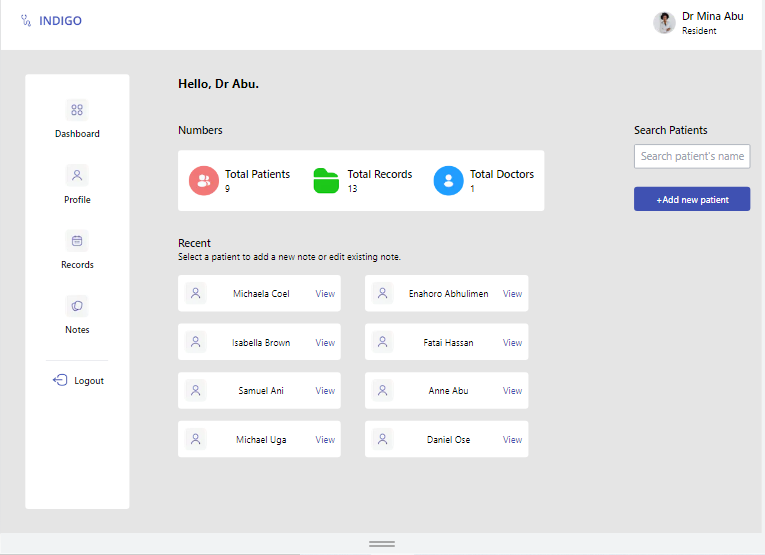 INDIGO
Dr Mina Abu
Resident
Dashboard
Profile
Records
Notes
Logout
Hello, Dr Abu.
Numbers
Total Patients
9
Total Records
13
Total Doctors
1
Search Patients
Search patient's name
+Add new patient
Recent
Select a patient to add a new note or edit existing note.
Michaela Coel View
Enahoro Abhulimen View
Isabella Brown View
Fatai Hassan View
Samuel Ani View
Anne Abu View
Michael Uga View
Daniel Ose View